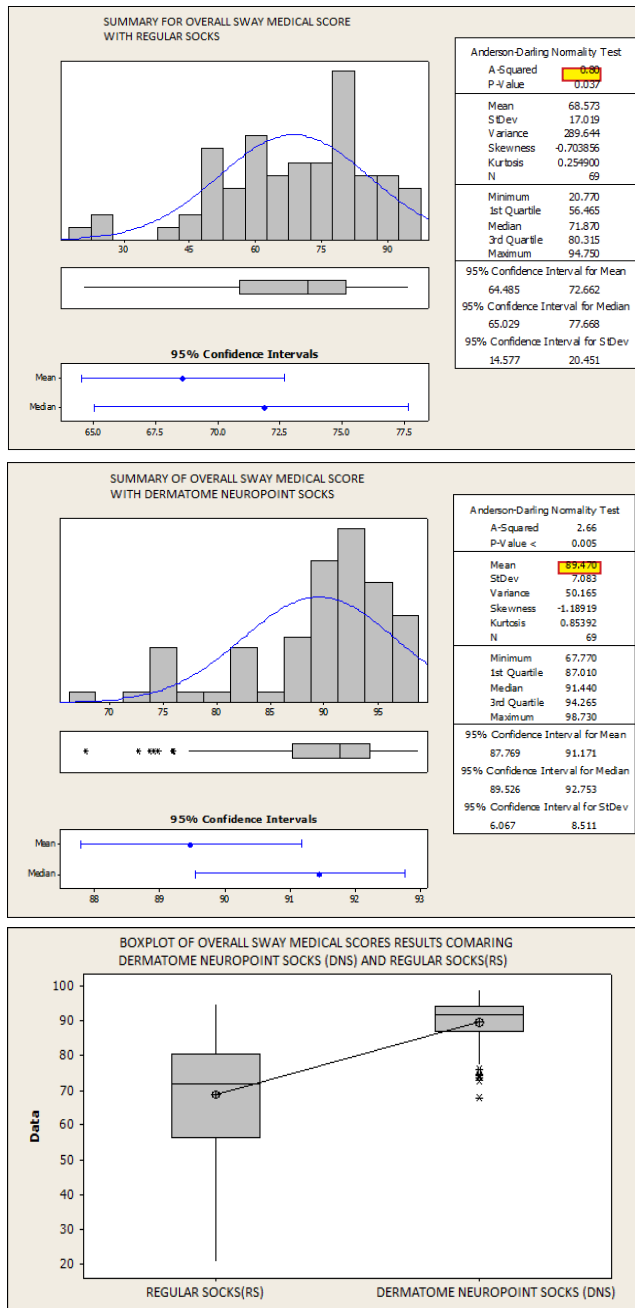 SUMMARY FOR OVERALL SWAY MEDICAL SCORE
WITH REGULAR SOCKS
30 45 60 75 90
95% Confidence Intervals
Mean
Median
65.0 67.5 70.0 72.5 75.0 77.5
Anderson-Darling Normality Test
A-Squared 0.80
P-Value 0.037
Mean 68.573
StDev 17.019
Variance 289.644
Skewness -0.703856
Kurtosis 0.254900
N 69
Minimum 20.770
1st Quartile 56.465
Median 71.870
3rd Quartile 80.315
Maximum 94.750
95% Confidence Interval for Mean
64.485 72.662
95% Confidence Interval for Median
65.029 77.668
95% Confidence Interval for StDev
14.577 20.451
SUMMARY OF OVERALL SWAY MEDICAL SCORE
WITH DERMATOME NEUROPOINT SOCKS
70 75 80 85 90 95
95% Confidence Intervals
Mean
Median
88 89 90 91 92 93
Anderson-Darling Normality Test
A-Squared 2.66
P-Value < 0.005
Mean 89.470
StDev 7.083
Variance 50.165
Skewness -1.18919
Kurtosis 0.85392
N 69
Minimum 67.770
1st Quartile 87.010
Median 91.440
3rd Quartile 94.265
Maximum 98.730
95% Confidence Interval for Mean
87.769 91.171
95% Confidence Interval for Median
89.526 92.753
95% Confidence Interval for StDev
6.067 8.511
BOXPLOT OF OVERALL SWAY MEDICAL SCORES RESULTS COMARING
DERMATOME NEUROPOINT SOCKS (DNS) AND REGULAR SOCKS(RS)
100
90
80
70
60
50
40
30
20
Data
REGULAR SOCKS(RS) DERMATOME NEUROPOINT SOCKS (DNS)